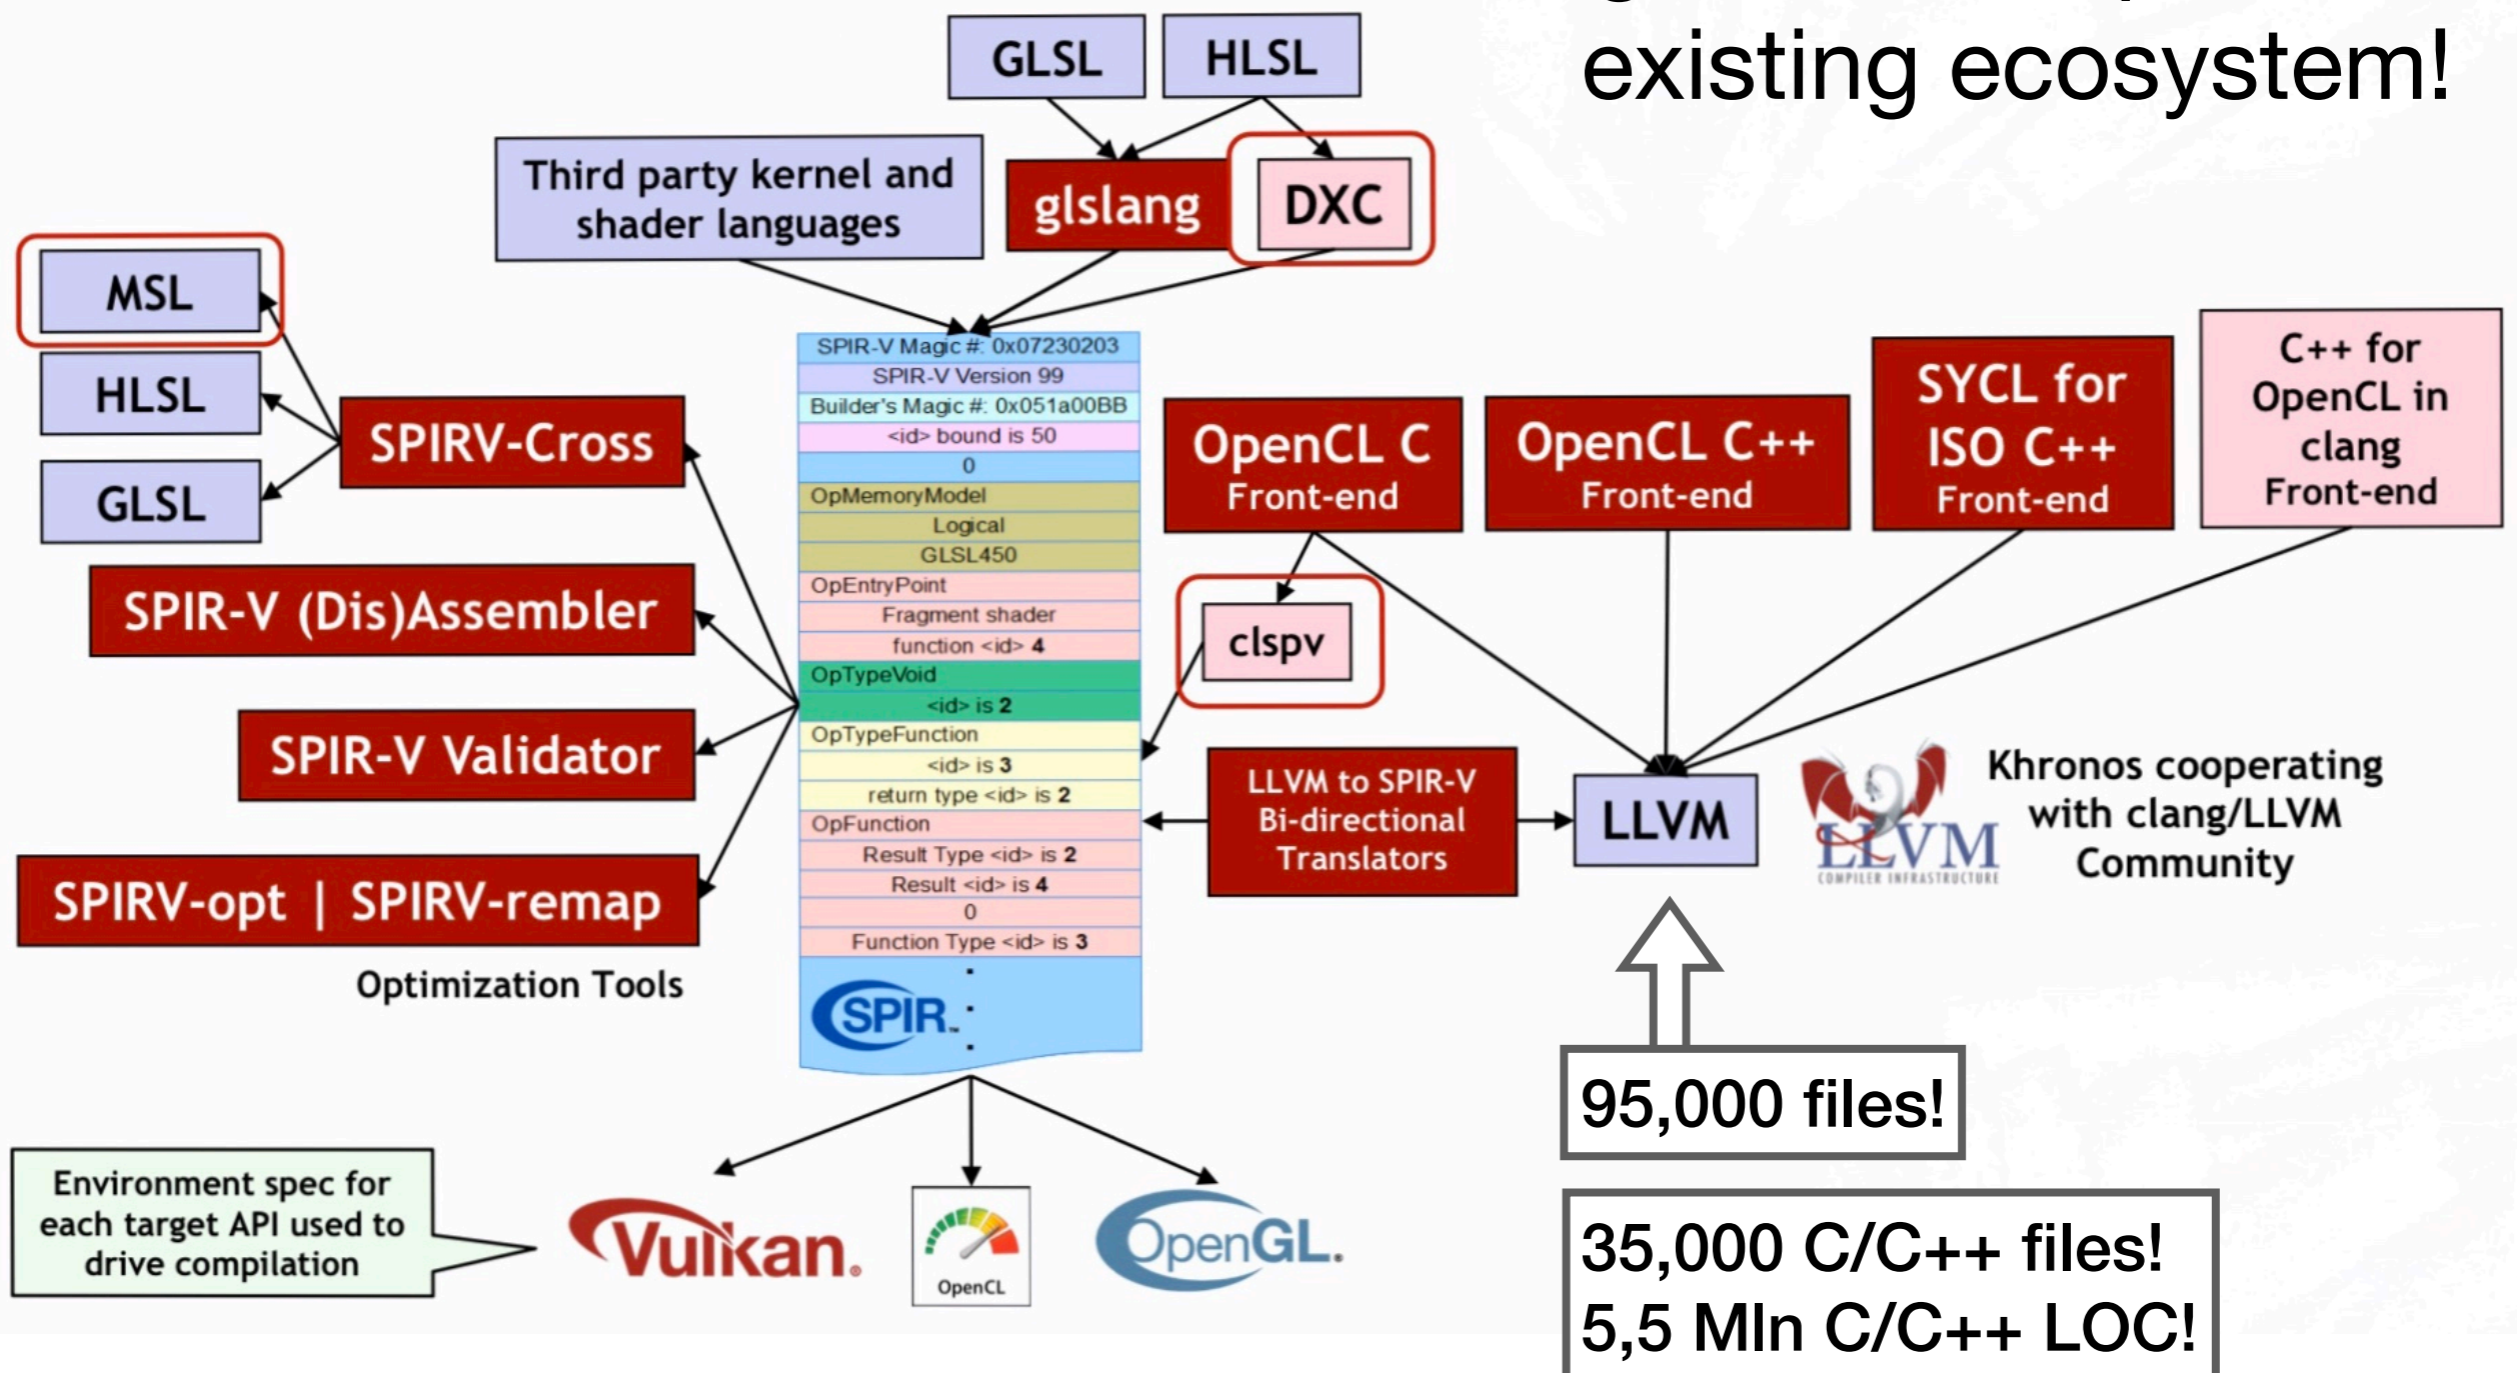 existing ecosystem!
GLSL
HLSL
Third party kernel and
shader languages
glslang
DXC
MSL
HLSL
GLSL
SPIRV-Cross
SPIR-V (Dis)Assembler
SPIR-V Validator
SPIRV-opt | SPIRV-remap
Optimization Tools
SPIR-V Magic #: 0x07230203
SPIR-V Version 99
Builder's Magic #: 0x051a00BB
<id> bound is 50
0
OpMemoryModel
Logical
GLSL450
OpEntryPoint
Fragment shader
function <id> 4
OpTypeVoid
<id> is 2
OpTypeFunction
<id> is 3
return type <id> is 2
OpFunction
Result Type <id> is 2
Result <id> is 4
0
Function Type <id> is 3
SPIR™
OpenCL C
Front-end
OpenCL C++
Front-end
SYCL for
ISO C++
Front-end
C++ for
OpenCL in
clang
Front-end
clspv
LLVM to SPIR-V
Bi-directional
Translators
LLVM
LLVM
COMPILER INFRASTRUCTURE
Khronos cooperating
with clang/LLVM
Community
95,000 files!
35,000 C/C++ files!
5,5 Mln C/C++ LOC!
Environment spec for
each target API used to
drive compilation
Vulkan®
OpenCL
OpenGL®